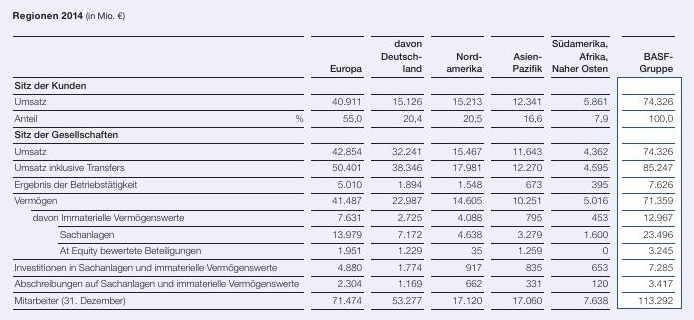 Regionen 2014 (in Mio. €)
Europa davon Deutsch-land Nord-amerika Asien-Pazifik Südamerika, Afrika, Naher Osten BASF-Gruppe
Sitz der Kunden
Umsatz 40.911 15.126 15.213 12.341 5.861 74.326
Anteil % 55,0 20,4 20,5 16,6 7,9 100,0
Sitz der Gesellschaften
Umsatz 42.854 32.241 15.467 11.643 4.362 74.326
Umsatz inklusive Transfers 50.401 38.346 17.981 12.270 4.595 85.247
Ergebnis der Betriebstätigkeit 5.010 1.894 1.548 673 395 7.626
Vermögen 41.487 22.987 14.605 10.251 5.016 71.359
davon Immaterielle Vermögenswerte 7.631 2.725 4.088 795 453 12.967
Sachanlagen 13.979 7.172 4.638 3.279 1.600 23.496
At Equity bewertete Beteiligungen 1.951 1.229 35 1.259 0 3.245
Investitionen in Sachanlagen und immaterielle Vermögenswerte 4.880 1.774 917 835 653 7.285
Abschreibungen auf Sachanlagen und immaterielle Vermögenswerte 2.304 1.169 662 331 120 3.417
Mitarbeiter (31. Dezember) 71.474 53.277 17.120 17.060 7.638 113.292